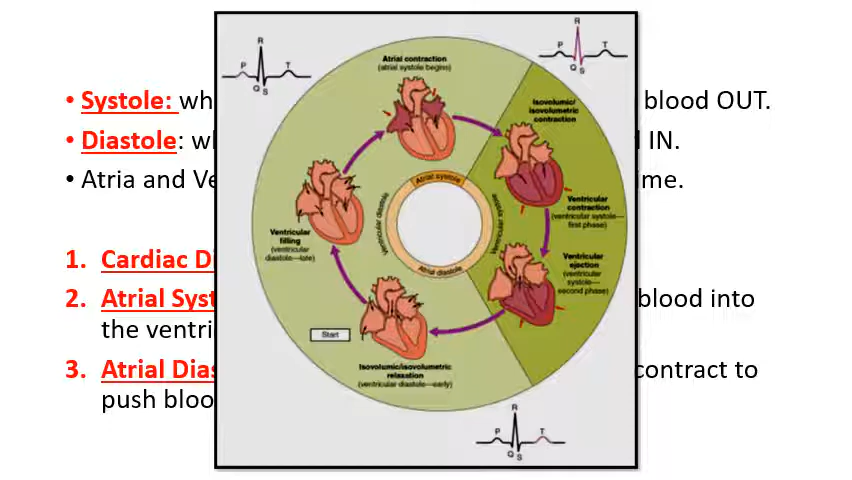 • Systole: wh blood OUT.
• Diastole: wh IN.
• Atria and Ve ime.
1. Cardiac Di
2. Atrial Syst blood into
the ventri
3. Atrial Dias contract to
push bloo
R
P T
Q S
R
P T
Q S
Atrial contraction
(atrial systole begins)
Isovolumic/
isovolumetric
contraction
Ventricular
contraction
(ventricular systole—
first phase)
Ventricular
ejection
(ventricular
systole—
second phase)
Isovolumic/isovolumetric
relaxation
(ventricular diastole—early)
Start
Ventricular
filling
(ventricular
diastole—late)
Atrial systole
Ventricular systole
Atrial diastole
Ventricular diastole
R
P T
Q S